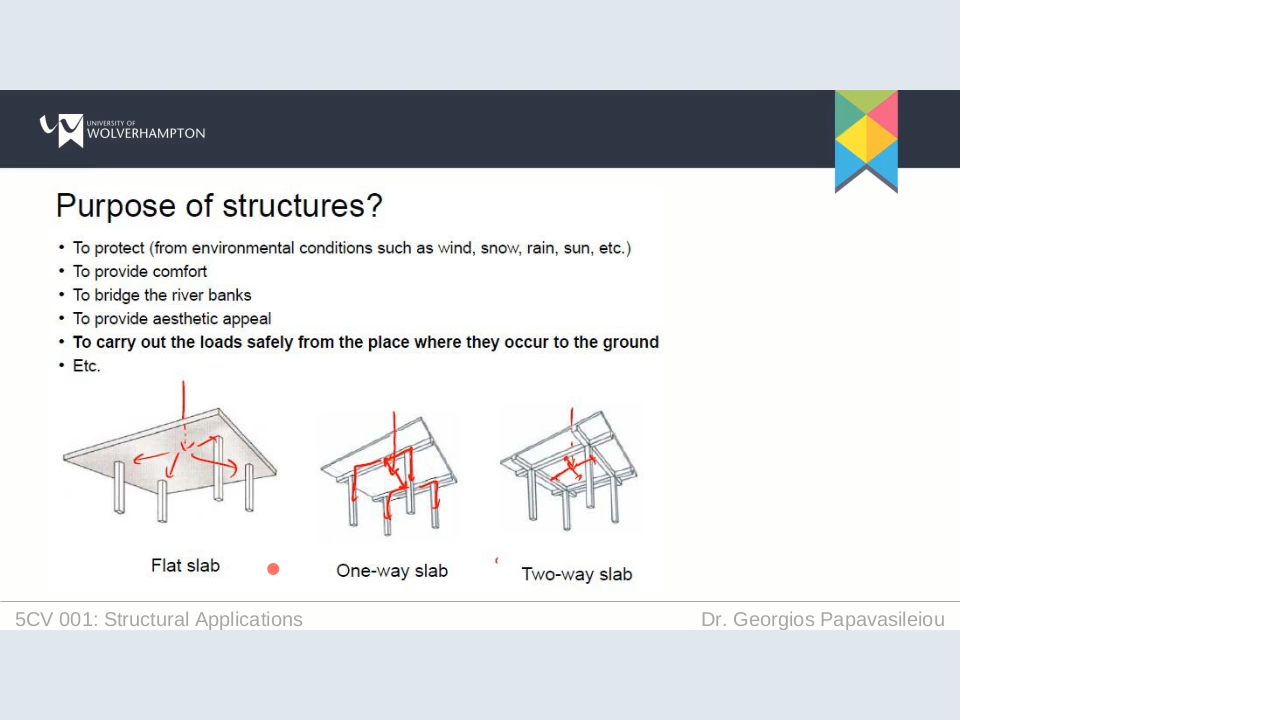 UNIVERSITY OF
WOLVERHAMPTON
Purpose of structures?
• To protect (from environmental conditions such as wind, snow, rain, sun, etc.)
• To provide comfort
• To bridge the river banks
• To provide aesthetic appeal
• To carry out the loads safely from the place where they occur to the ground
• Etc.
Flat slab
One-way slab
Two-way slab
5CV 001: Structural Applications
Dr. Georgios Papavasileiou